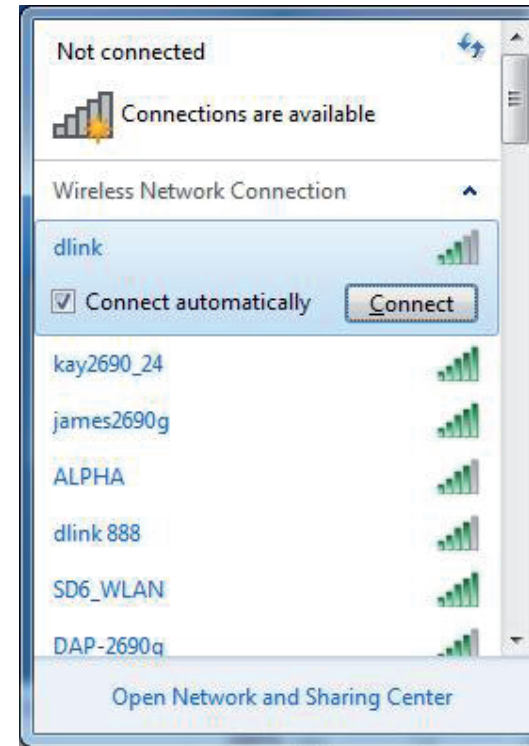 Not connected
Connections are available
Wireless Network Connection
dlink
Connect automatically Connect
kay2690_24
james2690g
ALPHA
dlink 888
SD6_WLAN
DAP-2690g
Open Network and Sharing Center